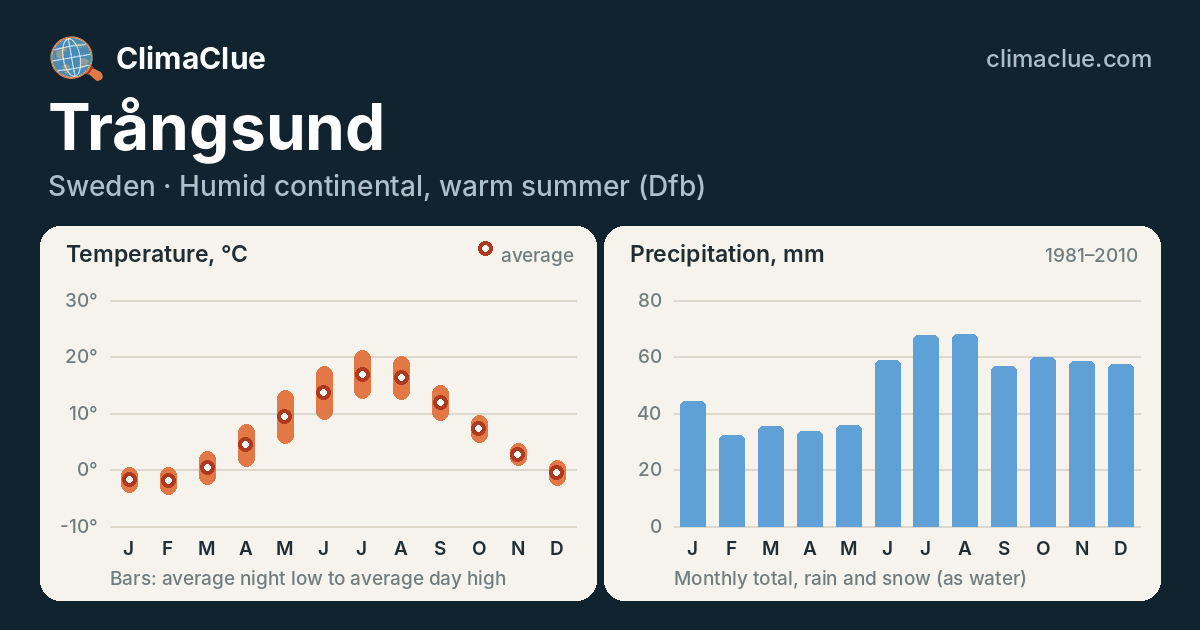 ClimaClue
climaclue.com
Trångsund
Sweden · Humid continental, warm summer (Dfb)
Temperature, °C
average
30°
20°
10°
0°
-10°
J F M A M J J A S O N D
Bars: average night low to average day high
Precipitation, mm
1981–2010
80
60
40
20
0
J F M A M J J A S O N D
Monthly total, rain and snow (as water)